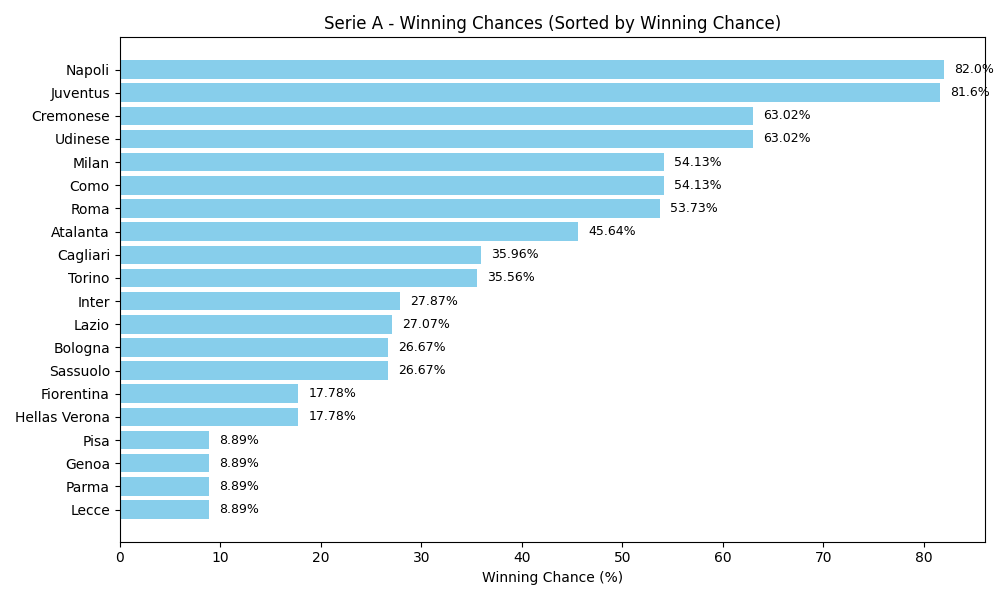 Serie A - Winning Chances (Sorted by Winning Chance)
Napoli 82.0%
Juventus 81.6%
Cremonese 63.02%
Udinese 63.02%
Milan 54.13%
Como 54.13%
Roma 53.73%
Atalanta 45.64%
Cagliari 35.96%
Torino 35.56%
Inter 27.87%
Lazio 27.07%
Bologna 26.67%
Sassuolo 26.67%
Fiorentina 17.78%
Hellas Verona 17.78%
Pisa 8.89%
Genoa 8.89%
Parma 8.89%
Lecce 8.89%
0 10 20 30 40 50 60 70 80
Winning Chance (%)